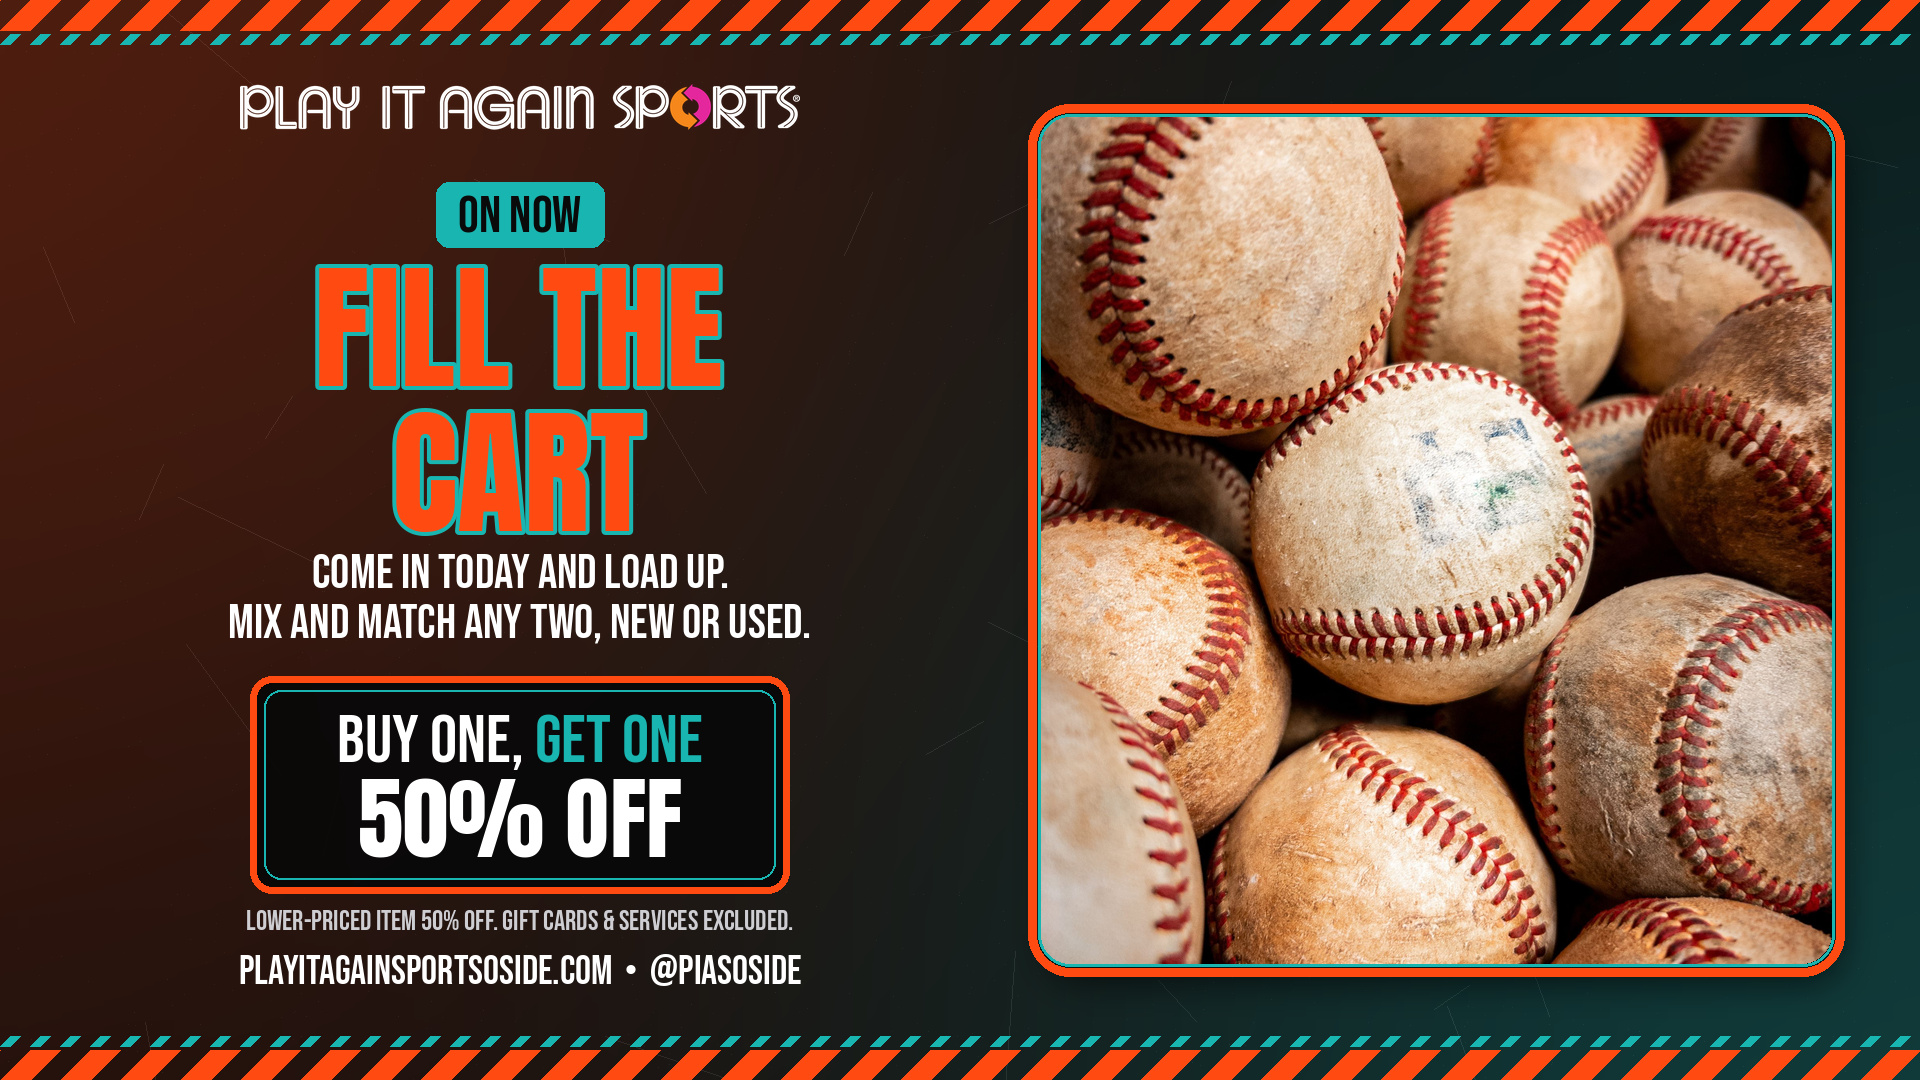 PLAY IT AGAIN SPORTS®
ON NOW
FILL THE
CART
COME IN TODAY AND LOAD UP.
MIX AND MATCH ANY TWO, NEW OR USED.
BUY ONE, GET ONE
50% OFF
LOWER-PRICED ITEM 50% OFF. GIFT CARDS & SERVICES EXCLUDED.
PLAYITAGAINSPORTSOSIDE.COM • @PIASOSIDE